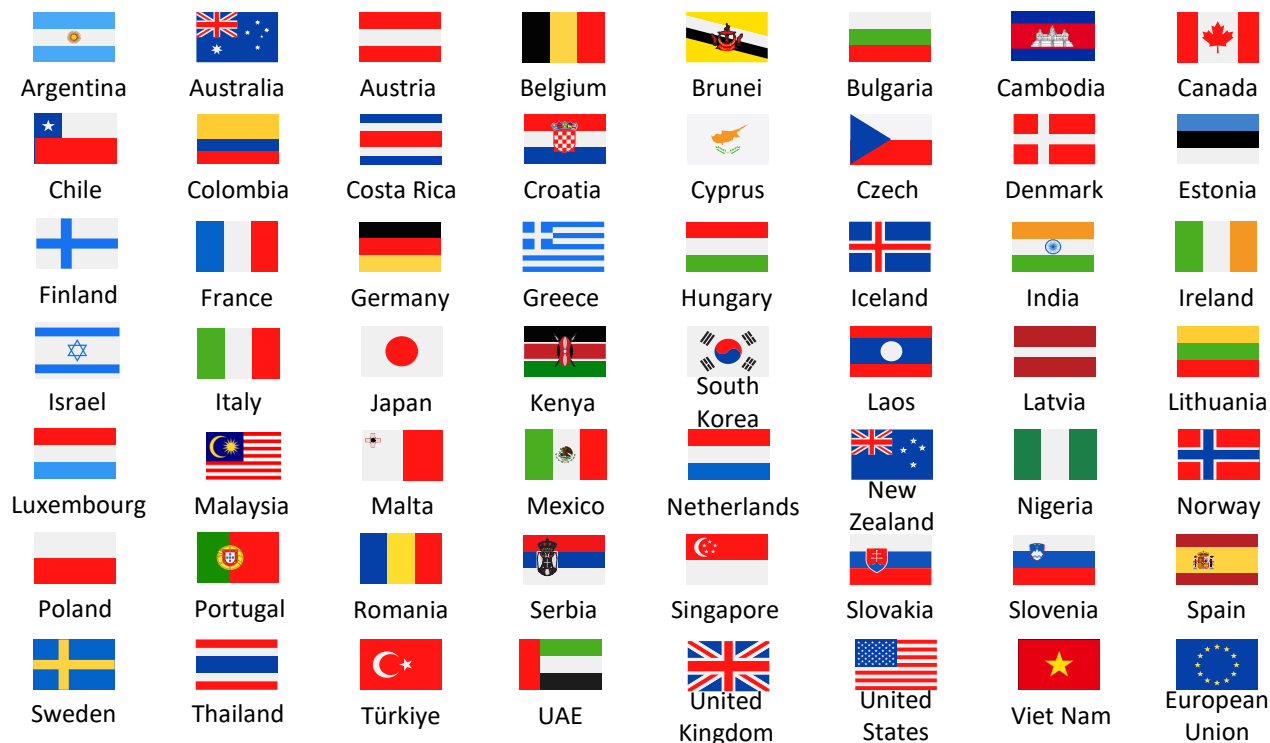 Argentina Australia Austria Belgium Brunei Bulgaria Cambodia Canada
Chile Colombia Costa Rica Croatia Cyprus Czech Denmark Estonia
Finland France Germany Greece Hungary Iceland India Ireland
Israel Italy Japan Kenya South Korea Laos Latvia Lithuania
Luxembourg Malaysia Malta Mexico Netherlands New Zealand Nigeria Norway
Poland Portugal Romania Serbia Singapore Slovakia Slovenia Spain
Sweden Thailand Türkiye UAE United Kingdom United States Viet Nam European Union